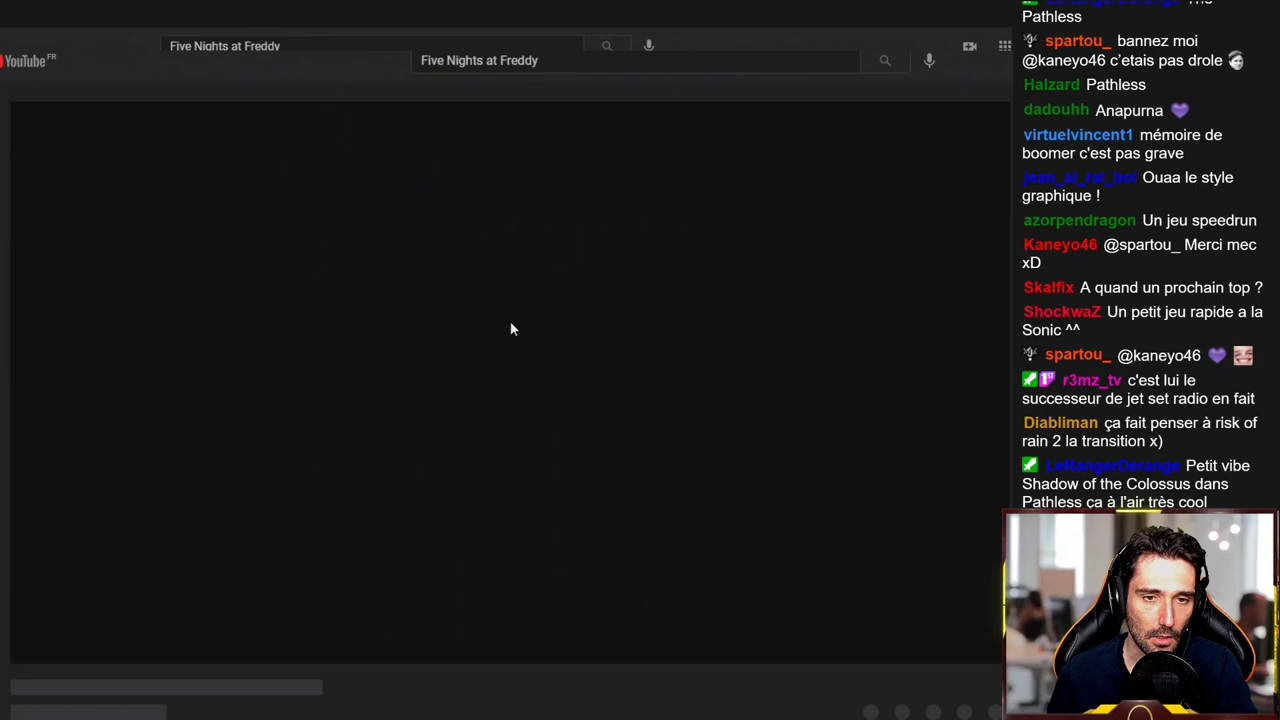 Five Nights at Freddy
YouTube FR
Five Nights at Freddy
Pathless
spartou_ bannez moi
@kaneyo46 c'etais pas drole
Halzard Pathless
dadouhh Anapurna
virtuelvincent1 mémoire de
boomer c'est pas grave
jean_ai_ral_bol Ouaa le style
graphique !
azorpendragon Un jeu speedrun
Kaneyo46 @spartou_ Merci mec
xD
Skalfix A quand un prochain top ?
ShockwaZ Un petit jeu rapide a la
Sonic ^^
spartou_ @kaneyo46
r3mz_tv c'est lui le
successeur de jet set radio en fait
Diabliman ça fait penser à risk of
rain 2 la transition x)
LeRangerDerange Petit vibe
Shadow of the Colossus dans
Pathless ça à l'air très cool